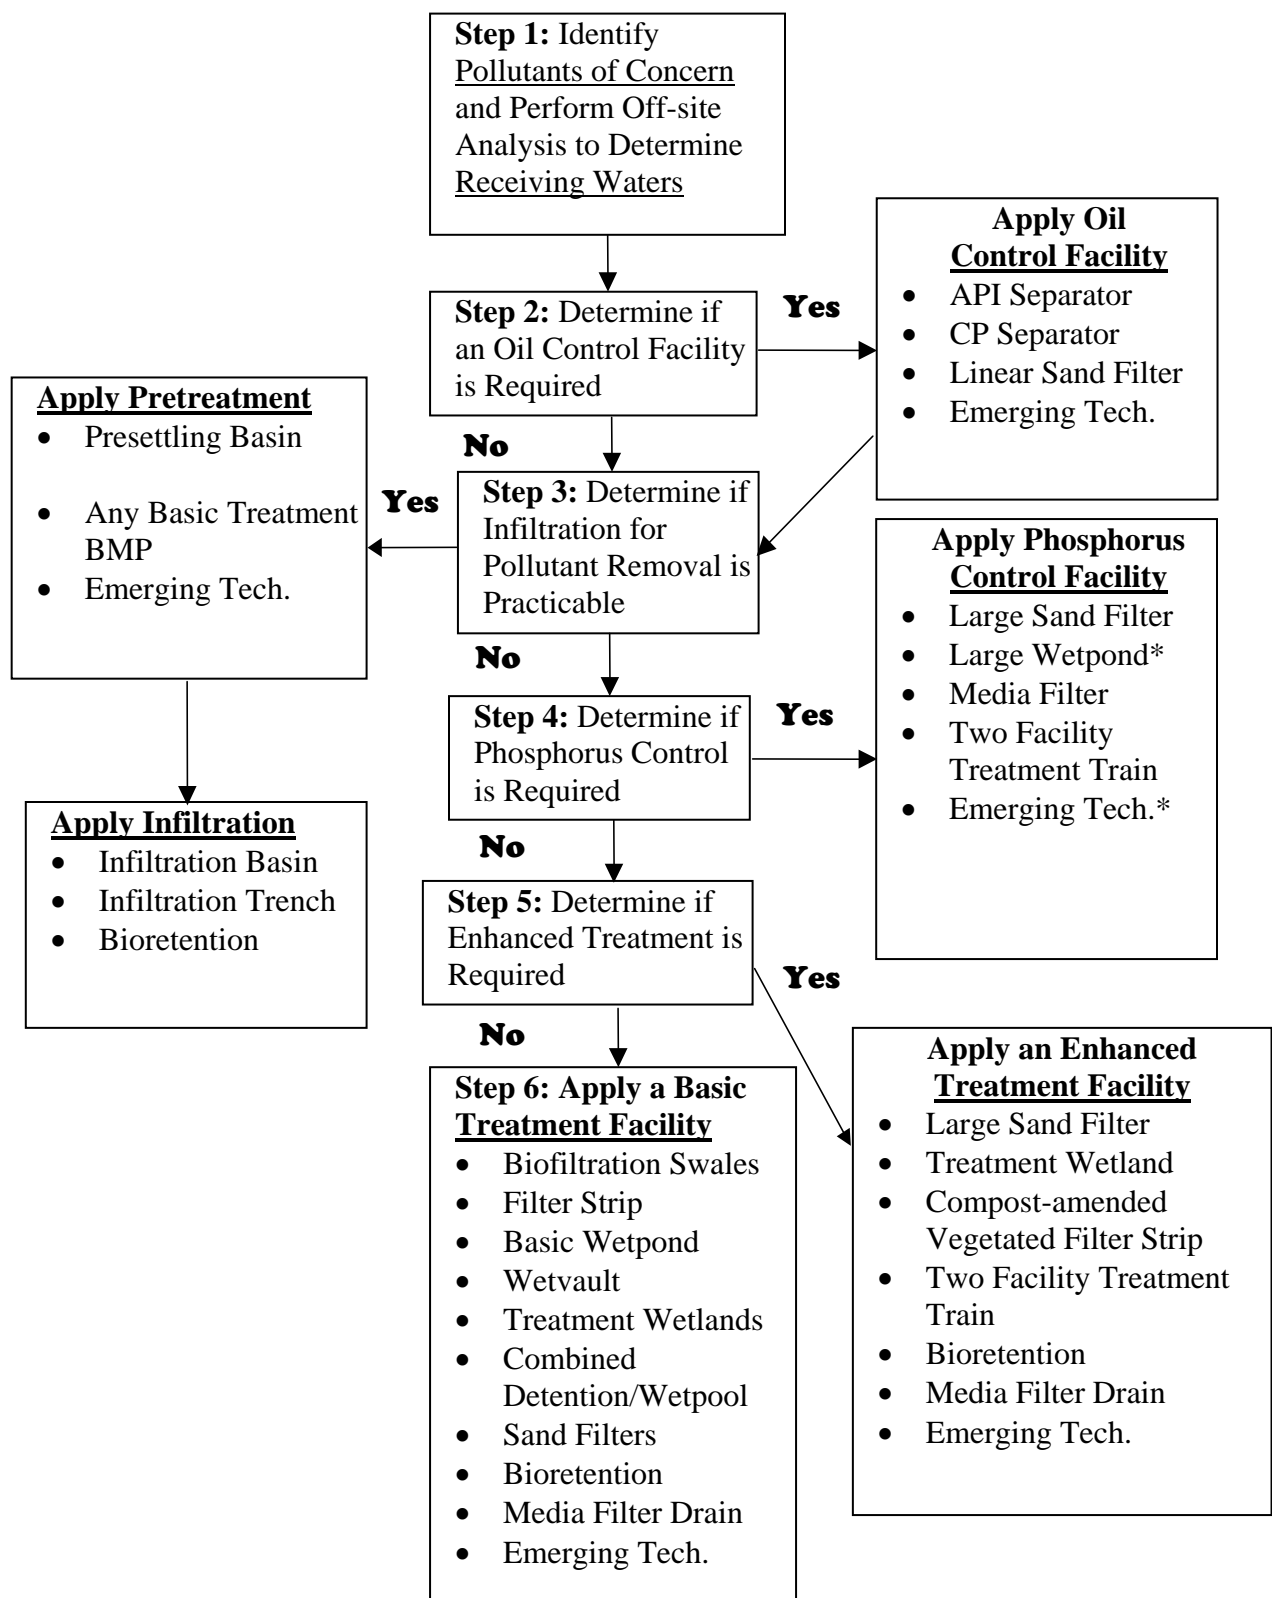 Step 1: Identify
Pollutants of Concern
and Perform Off-site
Analysis to Determine
Receiving Waters
Apply Oil
Control Facility
• API Separator
• CP Separator
• Linear Sand Filter
• Emerging Tech.
Yes
Step 2: Determine if
an Oil Control Facility
is Required
Apply Pretreatment
• Presettling Basin
• Any Basic Treatment
BMP
• Emerging Tech.
No
Yes
Step 3: Determine if
Infiltration for
Pollutant Removal is
Practicable
Apply Phosphorus
Control Facility
• Large Sand Filter
• Large Wetpond*
• Media Filter
• Two Facility
Treatment Train
• Emerging Tech.*
No
Yes
Step 4: Determine if
Phosphorus Control
is Required
Apply Infiltration
• Infiltration Basin
• Infiltration Trench
• Bioretention
No
Step 5: Determine if
Enhanced Treatment is
Required
Yes
No
Apply an Enhanced
Treatment Facility
• Large Sand Filter
• Treatment Wetland
• Compost-amended
Vegetated Filter Strip
• Two Facility Treatment
Train
• Bioretention
• Media Filter Drain
• Emerging Tech.
Step 6: Apply a Basic
Treatment Facility
• Biofiltration Swales
• Filter Strip
• Basic Wetpond
• Wetvault
• Treatment Wetlands
• Combined
Detention/Wetpool
• Sand Filters
• Bioretention
• Media Filter Drain
• Emerging Tech.